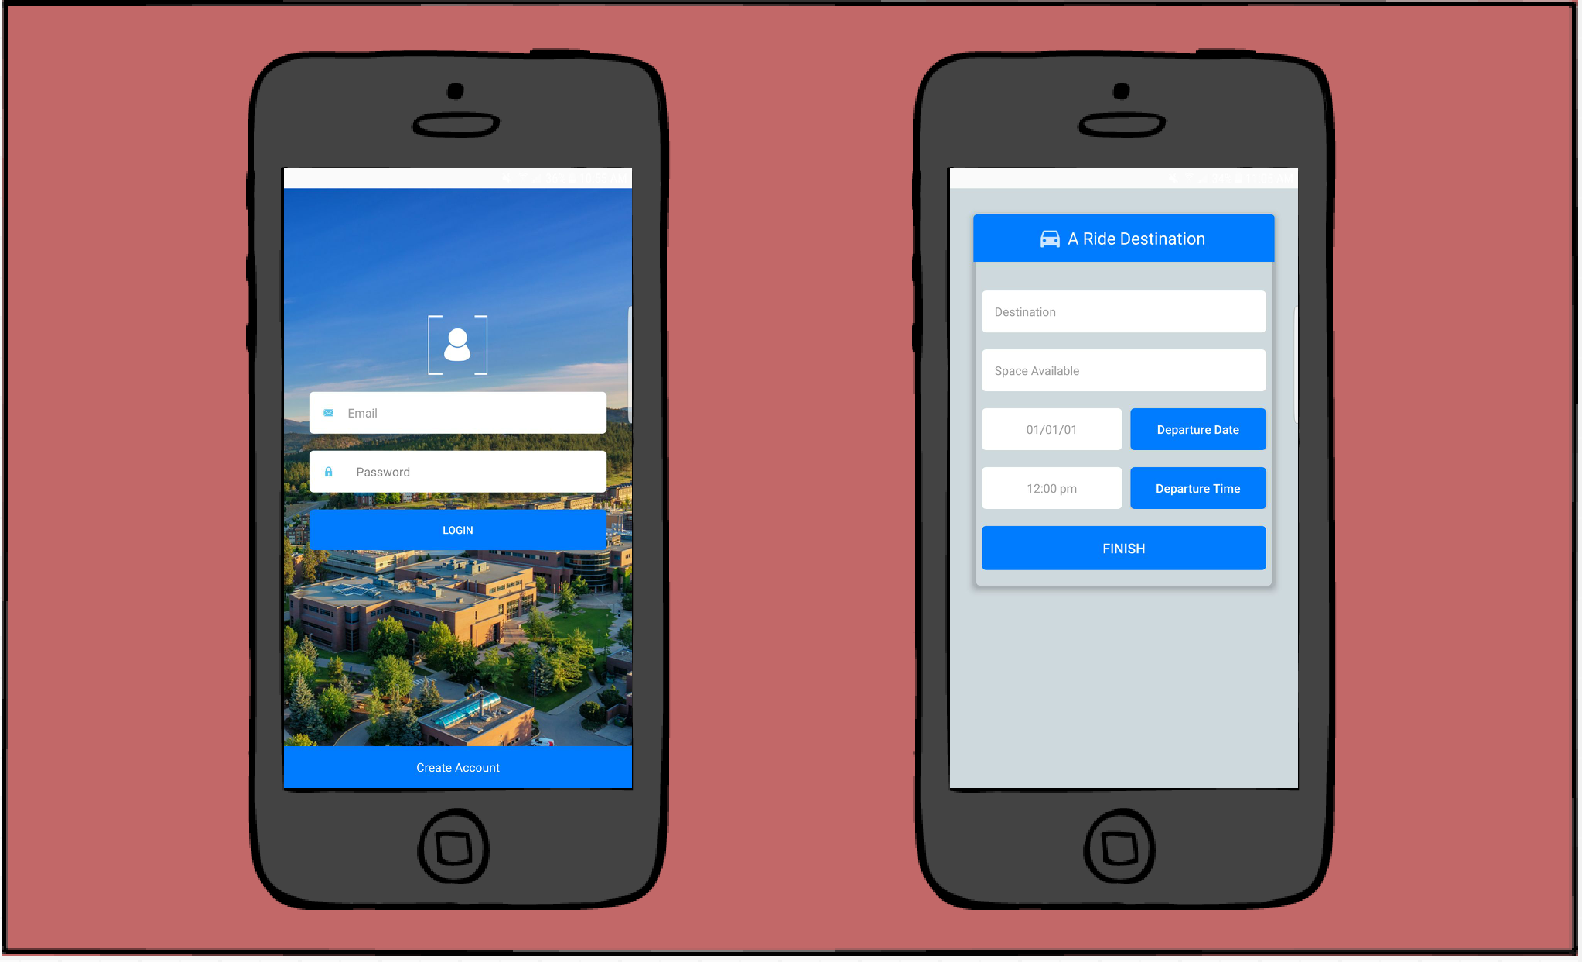 Email
Password
LOGIN
Create Account
A Ride Destination
Destination
Space Available
01/01/01 Departure Date
12:00 pm Departure Time
FINISH